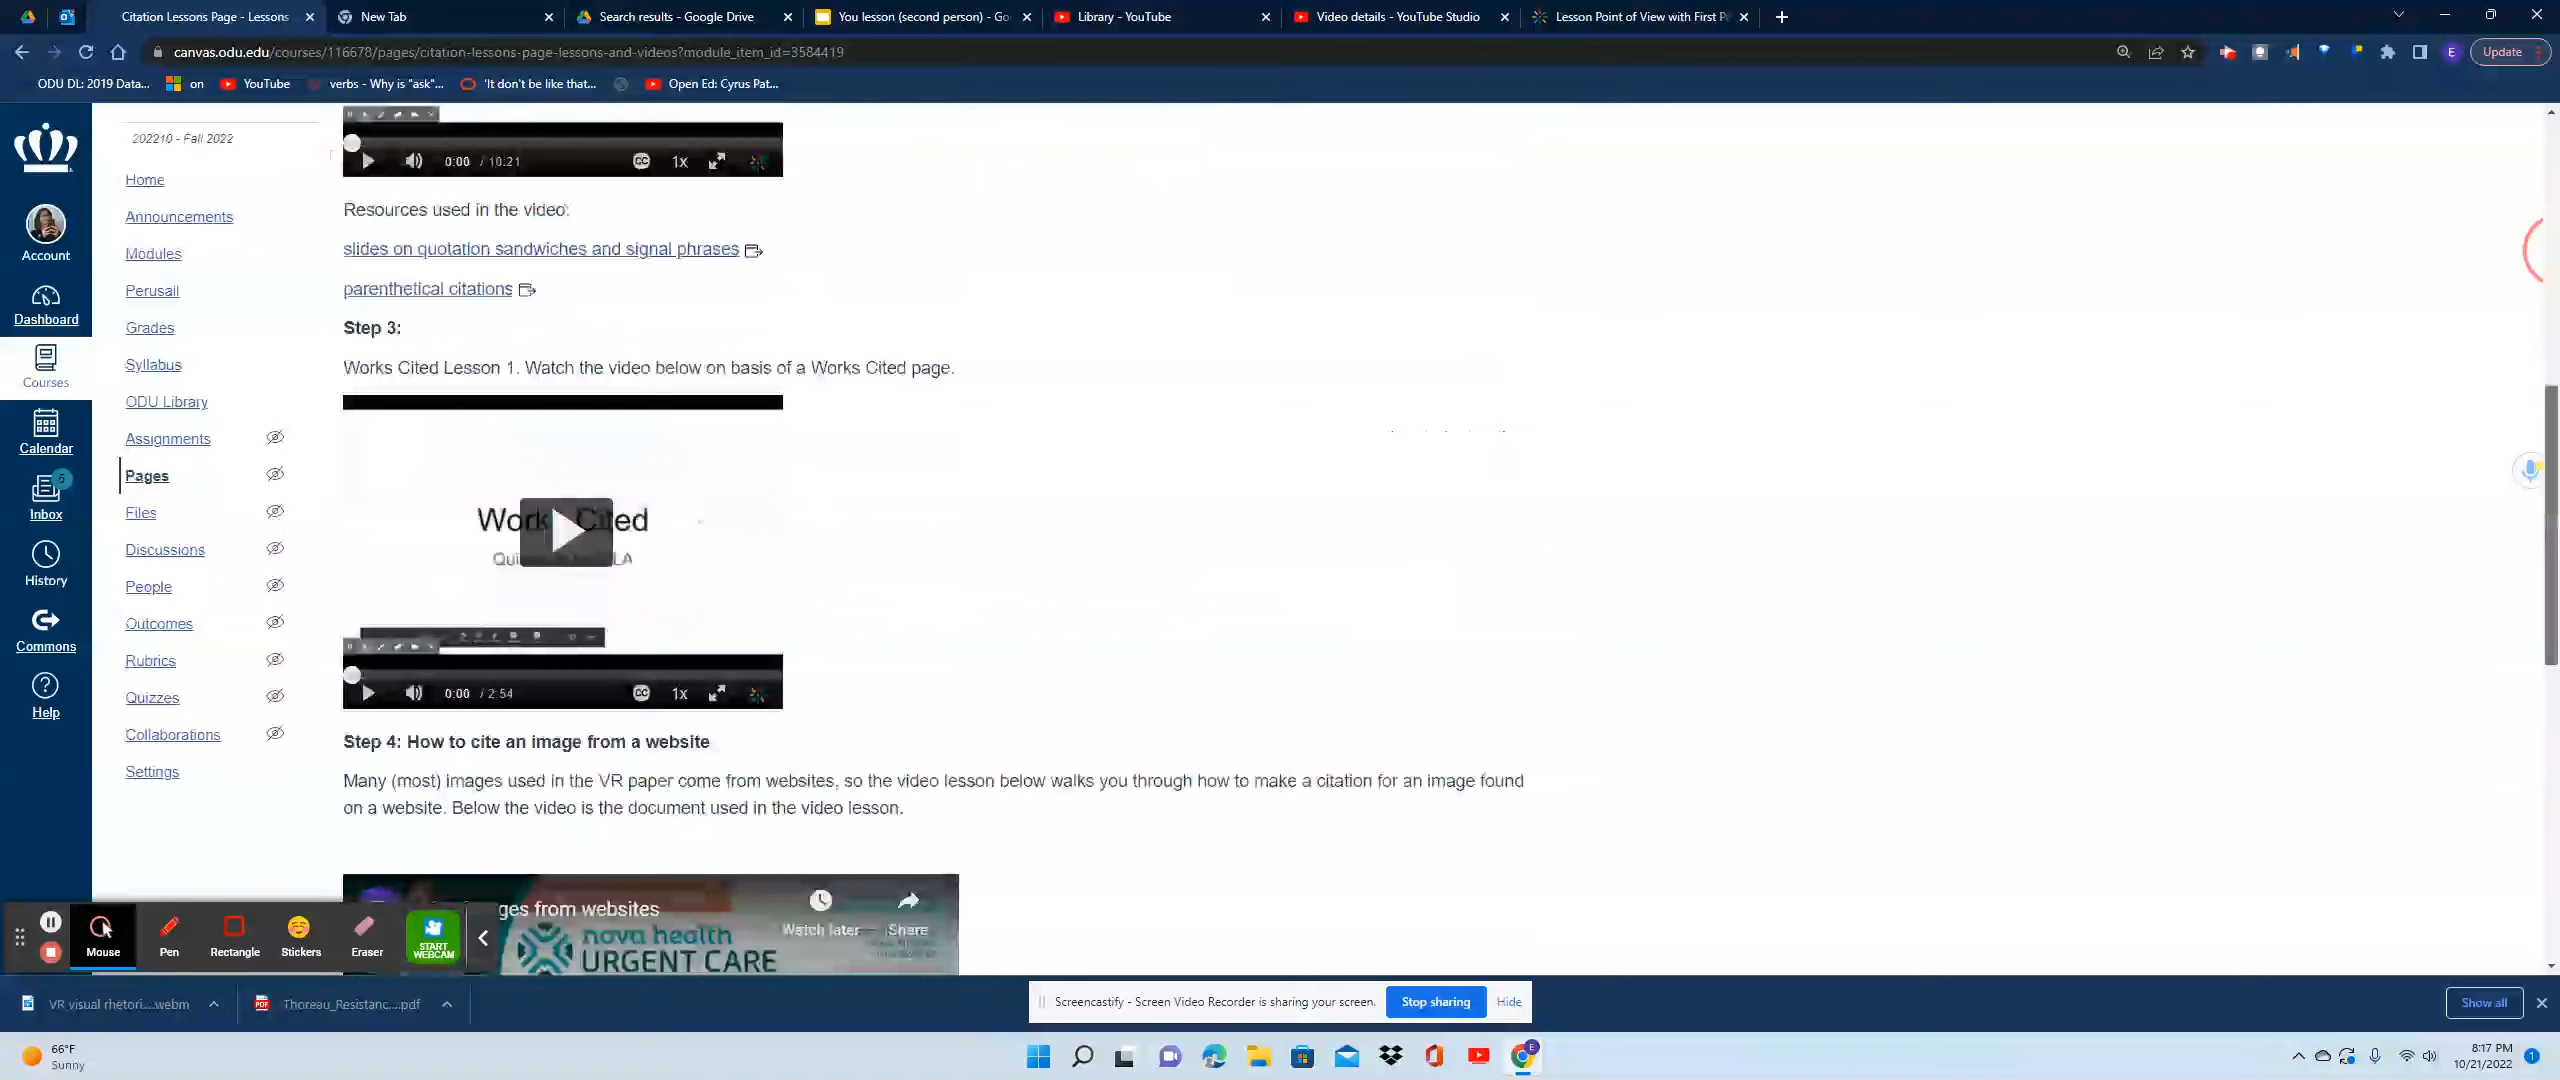 Citation Lessons Page - Lessons
New Tab
Search results - Google Drive
You lesson (second person) - Go
Library - YouTube
Video details - YouTube Studio
Lesson Point of View with First P
canvas.odu.edu/courses/116678/pages/citation-lessons-page-lessons-and-videos?module_item_id=3584419
E
Update
ODU DL: 2019 Data...
on
YouTube
verbs - Why is "ask"...
'It don't be like that...
Open Ed: Cyrus Pat...
Account
Dashboard
Courses
Calendar
5
Inbox
History
Commons
Help
202210 - Fall 2022
Home
Announcements
Modules
Perusall
Grades
Syllabus
ODU Library
Assignments
Pages
Files
Discussions
People
Outcomes
Rubrics
Quizzes
Collaborations
Settings
0:00 / 10:21
CC
1x
Resources used in the video:
slides on quotation sandwiches and signal phrases
parenthetical citations
Step 3:
Works Cited Lesson 1. Watch the video below on basis of a Works Cited page.
0:00 / 2:54
CC
1x
Step 4: How to cite an image from a website
Many (most) images used in the VR paper come from websites, so the video lesson below walks you through how to make a citation for an image found
on a website. Below the video is the document used in the video lesson.
ges from websites
Watch later
Share
nova health
URGENT CARE
Mouse
Pen
Rectangle
Stickers
Eraser
START
WEBCAM
VR visual rhetori....webm
Thoreau_Resistanc....pdf
Screencastify - Screen Video Recorder is sharing your screen.
Stop sharing
Hide
Show all
66°F
Sunny
E
8:17 PM
10/21/2022
1